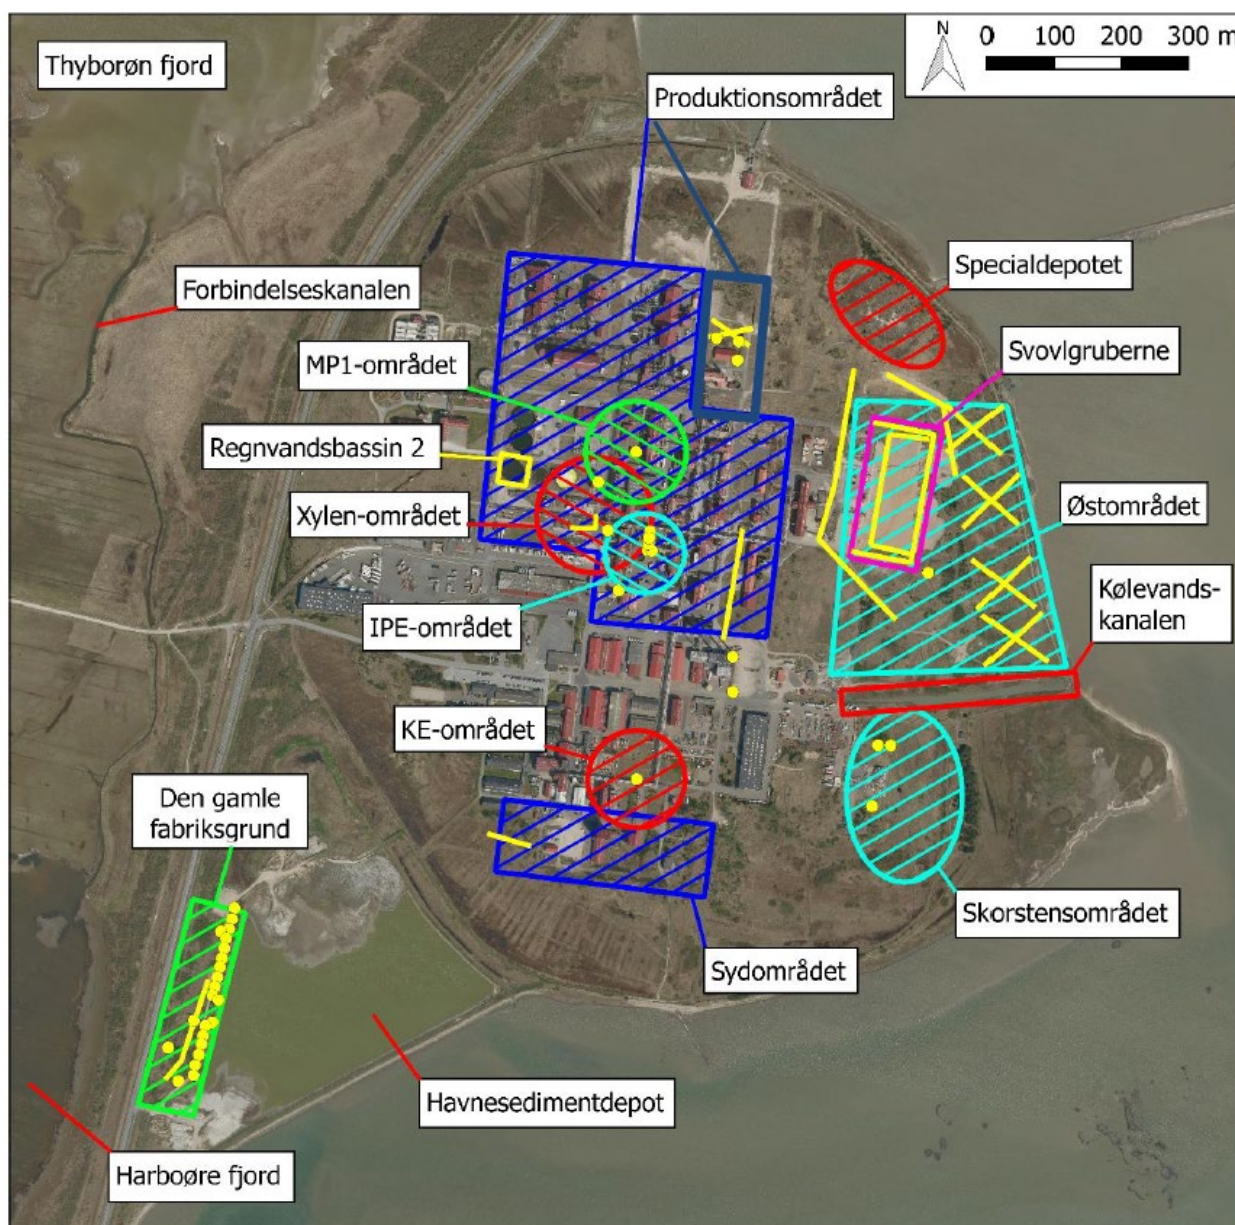 Thyborøn fjord
N
0 100 200 300 m
Produktionsområdet
Forbindelseskanalen
Specialdepotet
MP1-området
Svovlgruberne
Regnvandsbassin 2
Xylen-området
Østområdet
IPE-området
Kølevands-
kanalen
KE-området
Den gamle
fabriksgrund
Skorstensområdet
Sydområdet
Havnesedimentdepot
Harboøre fjord